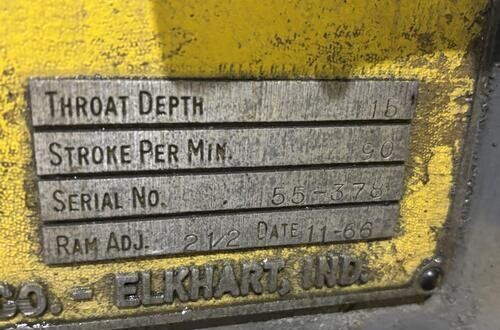 THROAT DEPTH 15
STROKE PER MIN. 90
SERIAL NO. 55-378
RAM ADJ. 2 1/2 DATE 11-66
CO. - ELKHART, IND.